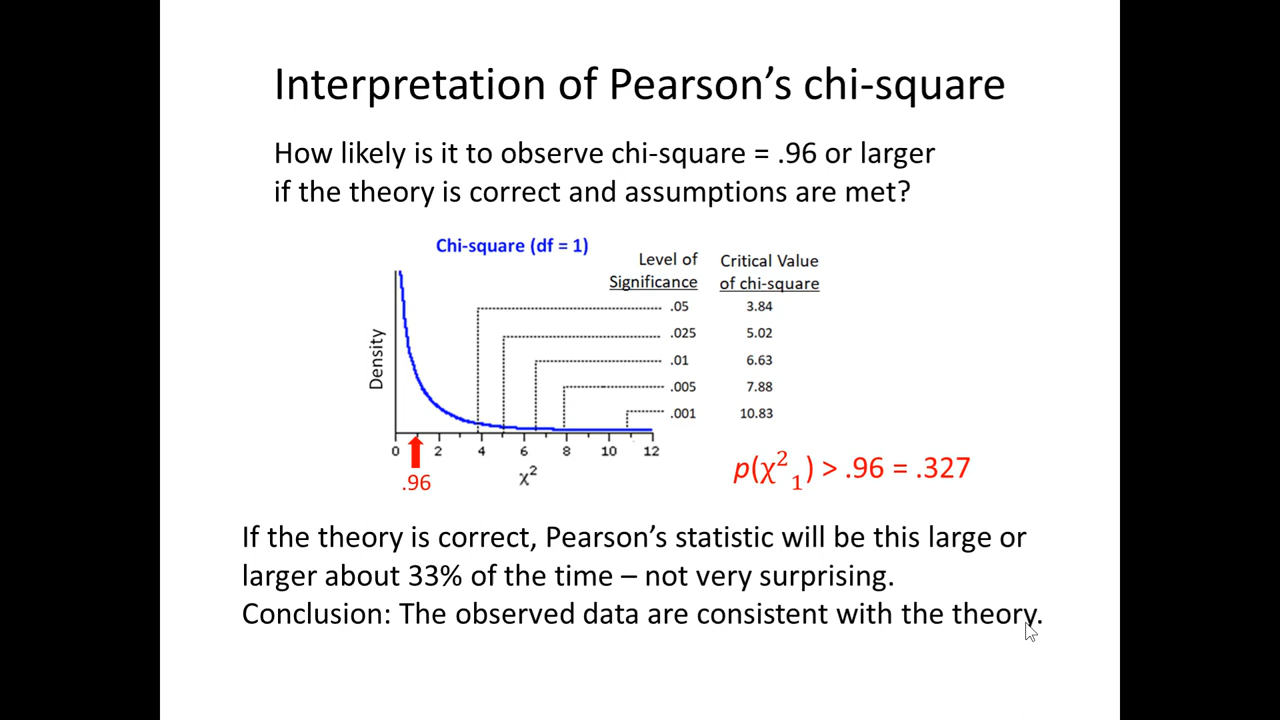 Interpretation of Pearson’s chi-square
How likely is it to observe chi-square = .96 or larger
if the theory is correct and assumptions are met?
Chi-square (df = 1)
Level of Significance
Critical Value of chi-square
.05 3.84
.025 5.02
.01 6.63
.005 7.88
.001 10.83
Density
0 2 4 6 8 10 12
χ²
.96
p(χ²₁) > .96 = .327
If the theory is correct, Pearson’s statistic will be this large or
larger about 33% of the time – not very surprising.
Conclusion: The observed data are consistent with the theory.